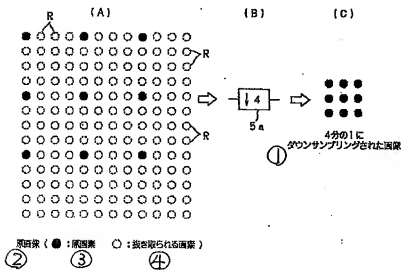 (A) (B) (C)
R
R
↓4
5a
R
4分の1に
ダウンサンプリングされた画像
①
原画像（●：原画素 ○：抜き取られる画素）
② ③ ④